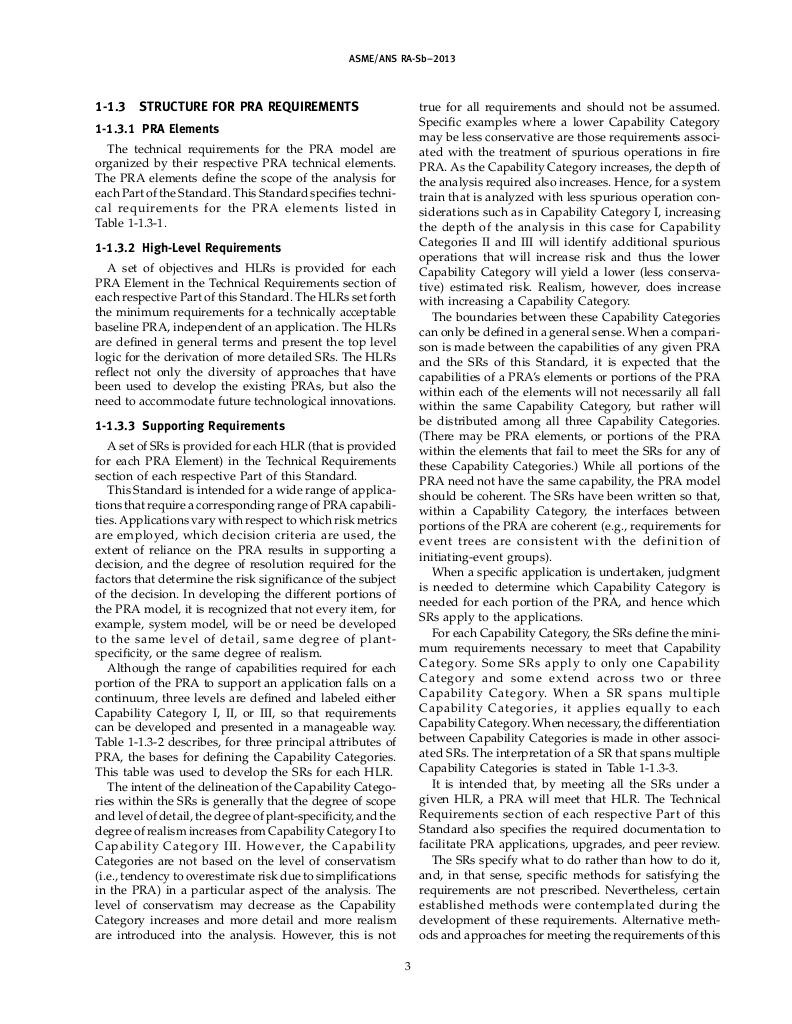 ASME/ANS RA-Sb–2013
1-1.3 STRUCTURE FOR PRA REQUIREMENTS
1-1.3.1 PRA Elements
The technical requirements for the PRA model are
organized by their respective PRA technical elements.
The PRA elements define the scope of the analysis for
each Part of the Standard. This Standard specifies techni-
cal requirements for the PRA elements listed in
Table 1-1.3-1.
1-1.3.2 High-Level Requirements
A set of objectives and HLRs is provided for each
PRA Element in the Technical Requirements section of
each respective Part of this Standard. The HLRs set forth
the minimum requirements for a technically acceptable
baseline PRA, independent of an application. The HLRs
are defined in general terms and present the top level
logic for the derivation of more detailed SRs. The HLRs
reflect not only the diversity of approaches that have
been used to develop the existing PRAs, but also the
need to accommodate future technological innovations.
1-1.3.3 Supporting Requirements
A set of SRs is provided for each HLR (that is provided
for each PRA Element) in the Technical Requirements
section of each respective Part of this Standard.
This Standard is intended for a wide range of applica-
tions that require a corresponding range of PRA capabili-
ties. Applications vary with respect to which risk metrics
are employed, which decision criteria are used, the
extent of reliance on the PRA results in supporting a
decision, and the degree of resolution required for the
factors that determine the risk significance of the subject
of the decision. In developing the different portions of
the PRA model, it is recognized that not every item, for
example, system model, will be or need be developed
to the same level of detail, same degree of plant-
specificity, or the same degree of realism.
Although the range of capabilities required for each
portion of the PRA to support an application falls on a
continuum, three levels are defined and labeled either
Capability Category I, II, or III, so that requirements
can be developed and presented in a manageable way.
Table 1-1.3-2 describes, for three principal attributes of
PRA, the bases for defining the Capability Categories.
This table was used to develop the SRs for each HLR.
The intent of the delineation of the Capability Catego-
ries within the SRs is generally that the degree of scope
and level of detail, the degree of plant-specificity, and the
degree of realism increases from Capability Category I to
Capability Category III. However, the Capability
Categories are not based on the level of conservatism
(i.e., tendency to overestimate risk due to simplifications
in the PRA) in a particular aspect of the analysis. The
level of conservatism may decrease as the Capability
Category increases and more detail and more realism
are introduced into the analysis. However, this is not
true for all requirements and should not be assumed.
Specific examples where a lower Capability Category
may be less conservative are those requirements associ-
ated with the treatment of spurious operations in fire
PRA. As the Capability Category increases, the depth of
the analysis required also increases. Hence, for a system
train that is analyzed with less spurious operation con-
siderations such as in Capability Category I, increasing
the depth of the analysis in this case for Capability
Categories II and III will identify additional spurious
operations that will increase risk and thus the lower
Capability Category will yield a lower (less conserva-
tive) estimated risk. Realism, however, does increase
with increasing a Capability Category.
The boundaries between these Capability Categories
can only be defined in a general sense. When a compari-
son is made between the capabilities of any given PRA
and the SRs of this Standard, it is expected that the
capabilities of a PRA's elements or portions of the PRA
within each of the elements will not necessarily all fall
within the same Capability Category, but rather will
be distributed among all three Capability Categories.
(There may be PRA elements, or portions of the PRA
within the elements that fail to meet the SRs for any of
these Capability Categories.) While all portions of the
PRA need not have the same capability, the PRA model
should be coherent. The SRs have been written so that,
within a Capability Category, the interfaces between
portions of the PRA are coherent (e.g., requirements for
event trees are consistent with the definition of
initiating-event groups).
When a specific application is undertaken, judgment
is needed to determine which Capability Category is
needed for each portion of the PRA, and hence which
SRs apply to the applications.
For each Capability Category, the SRs define the mini-
mum requirements necessary to meet that Capability
Category. Some SRs apply to only one Capability
Category and some extend across two or three
Capability Category. When a SR spans multiple
Capability Categories, it applies equally to each
Capability Category. When necessary, the differentiation
between Capability Categories is made in other associ-
ated SRs. The interpretation of a SR that spans multiple
Capability Categories is stated in Table 1-1.3-3.
It is intended that, by meeting all the SRs under a
given HLR, a PRA will meet that HLR. The Technical
Requirements section of each respective Part of this
Standard also specifies the required documentation to
facilitate PRA applications, upgrades, and peer review.
The SRs specify what to do rather than how to do it,
and, in that sense, specific methods for satisfying the
requirements are not prescribed. Nevertheless, certain
established methods were contemplated during the
development of these requirements. Alternative meth-
ods and approaches for meeting the requirements of this
3